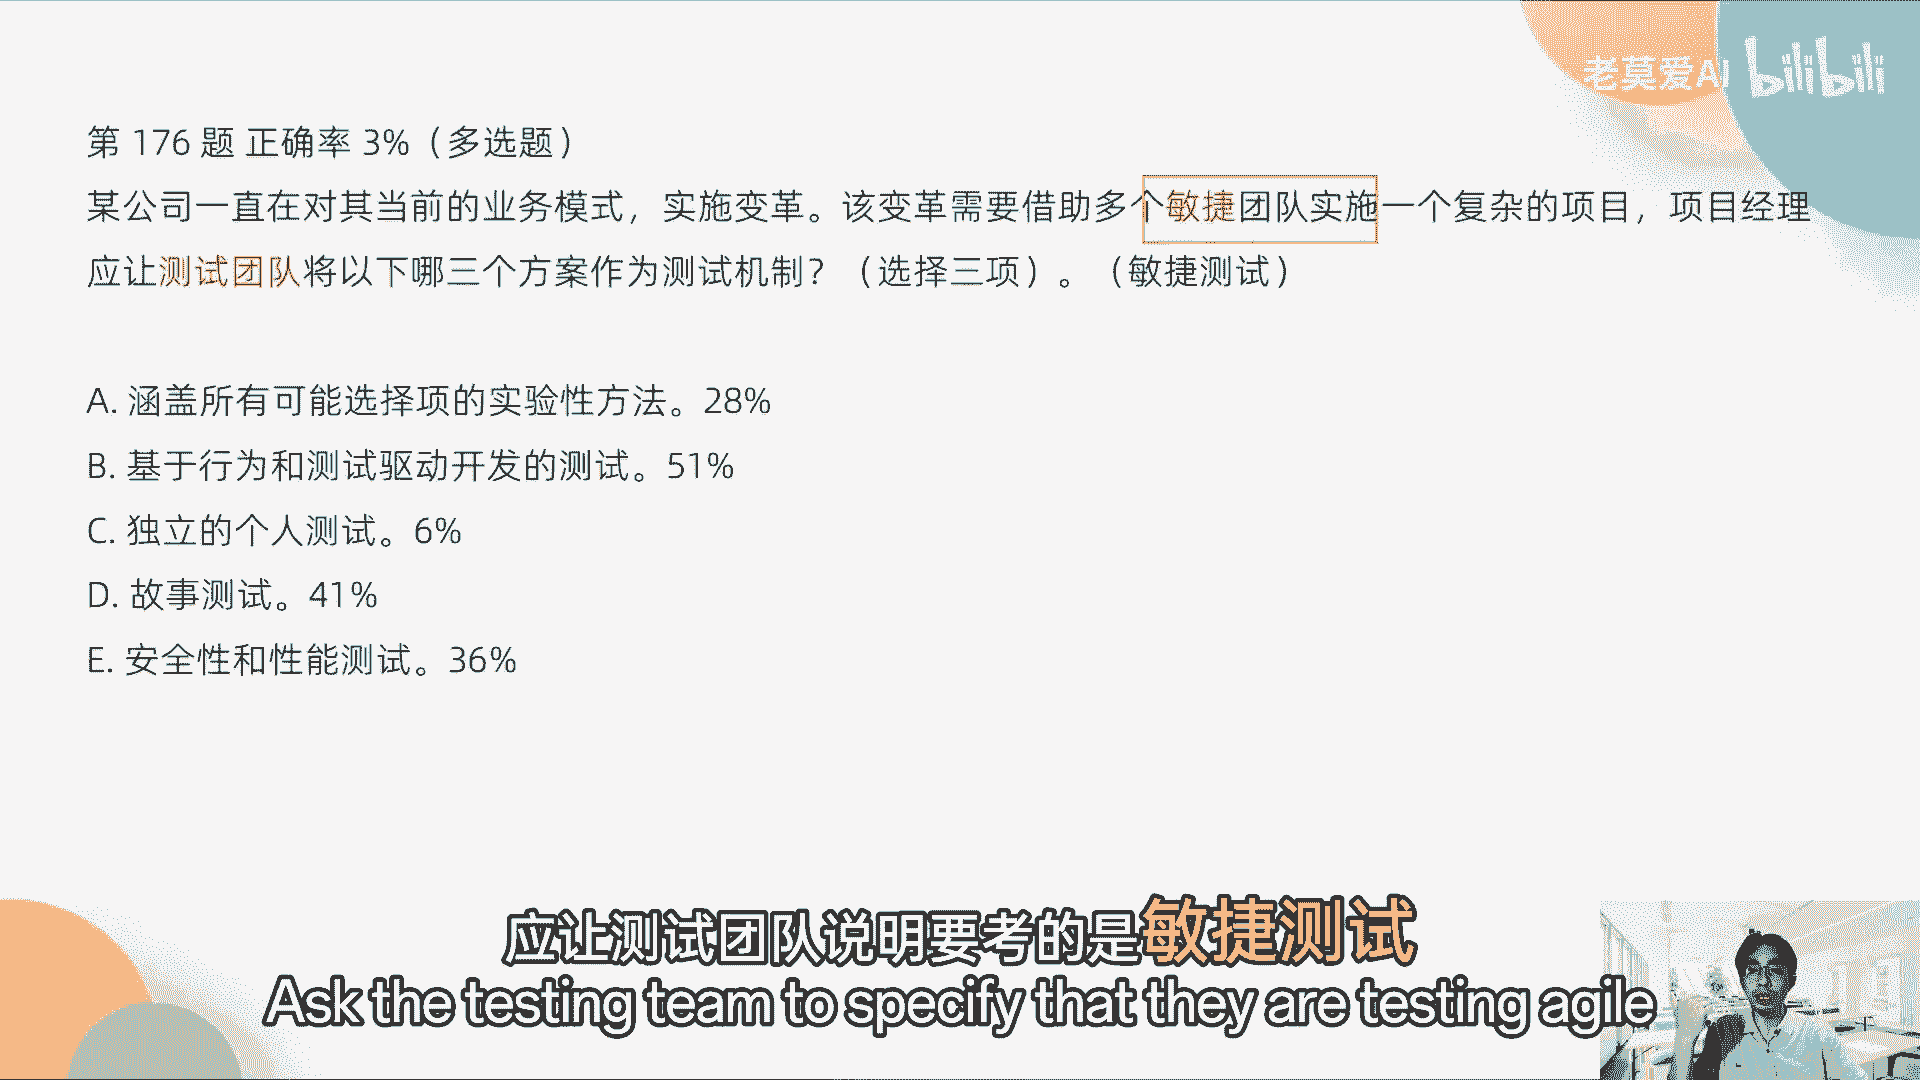 老莫爱AI bilibili
第 176 题 正确率 3%（多选题）
某公司一直在对其当前的业务模式，实施变革。该变革需要借助多个敏捷团队实施一个复杂的项目，项目经理
应让测试团队将以下哪三个方案作为测试机制？（选择三项）。（敏捷测试）
A. 涵盖所有可能选择项的实验性方法。28%
B. 基于行为和测试驱动开发的测试。51%
C. 独立的个人测试。6%
D. 故事测试。41%
E. 安全性和性能测试。36%
应让测试团队说明要考的是敏捷测试
Ask the testing team to specify that they are testing agile